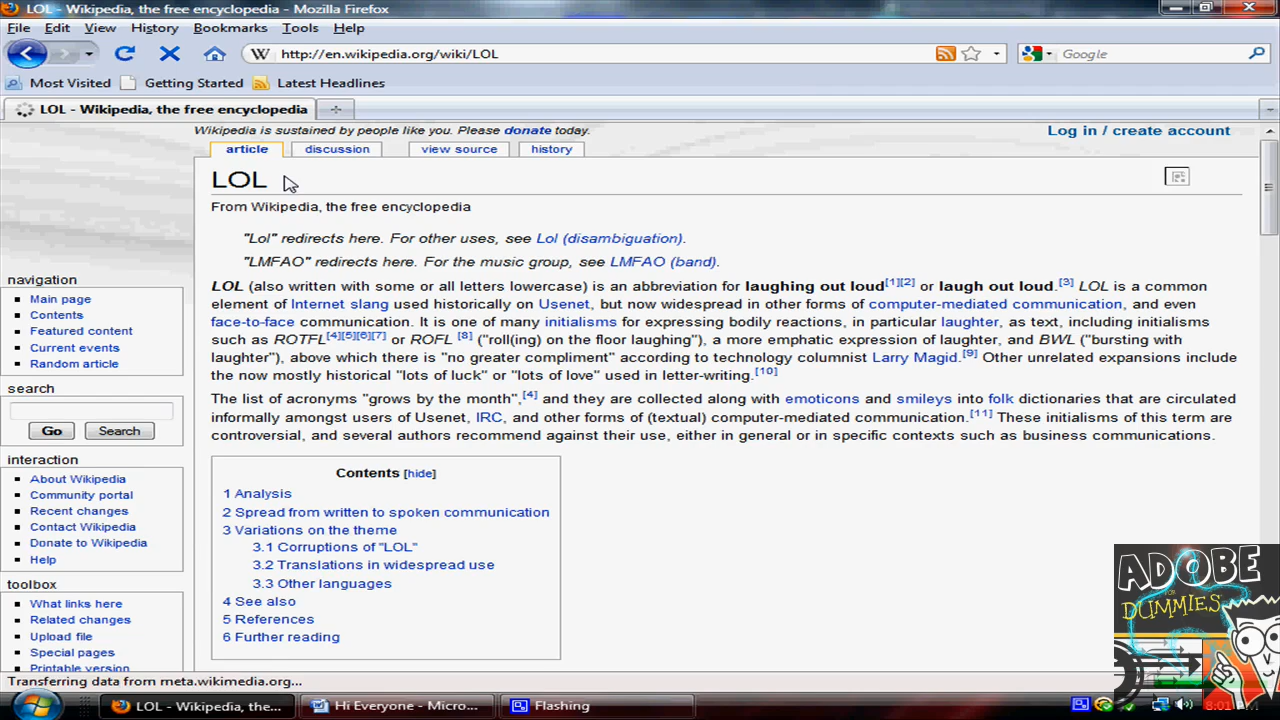 LOL - Wikipedia, the free encyclopedia - Mozilla Firefox
File Edit View History Bookmarks Tools Help
http://en.wikipedia.org/wiki/LOL
Google
Most Visited Getting Started Latest Headlines
LOL - Wikipedia, the free encyclopedia
Wikipedia is sustained by people like you. Please donate today.
Log in / create account
article discussion view source history
LOL
From Wikipedia, the free encyclopedia
"Lol" redirects here. For other uses, see Lol (disambiguation).
"LMFAO" redirects here. For the music group, see LMFAO (band).
LOL (also written with some or all letters lowercase) is an abbreviation for laughing out loud[1][2] or laugh out loud.[3] LOL is a common
element of Internet slang used historically on Usenet, but now widespread in other forms of computer-mediated communication, and even
face-to-face communication. It is one of many initialisms for expressing bodily reactions, in particular laughter, as text, including initialisms
such as ROTFL[4][5][6][7] or ROFL [8] ("roll(ing) on the floor laughing"), a more emphatic expression of laughter, and BWL ("bursting with
laughter"), above which there is "no greater compliment" according to technology columnist Larry Magid.[9] Other unrelated expansions include
the now mostly historical "lots of luck" or "lots of love" used in letter-writing.[10]
The list of acronyms "grows by the month",[4] and they are collected along with emoticons and smileys into folk dictionaries that are circulated
informally amongst users of Usenet, IRC, and other forms of (textual) computer-mediated communication.[11] These initialisms of this term are
controversial, and several authors recommend against their use, either in general or in specific contexts such as business communications.
Contents [hide]
1 Analysis
2 Spread from written to spoken communication
3 Variations on the theme
3.1 Corruptions of "LOL"
3.2 Translations in widespread use
3.3 Other languages
4 See also
5 References
6 Further reading
navigation
Main page
Contents
Featured content
Current events
Random article
search
Go Search
interaction
About Wikipedia
Community portal
Recent changes
Contact Wikipedia
Donate to Wikipedia
Help
toolbox
What links here
Related changes
Upload file
Special pages
Printable version
ADOBE
FOR
DUMMIES
Transferring data from meta.wikimedia.org...
LOL - Wikipedia, the... Hi Everyone - Micro... Flashing
8:01 PM